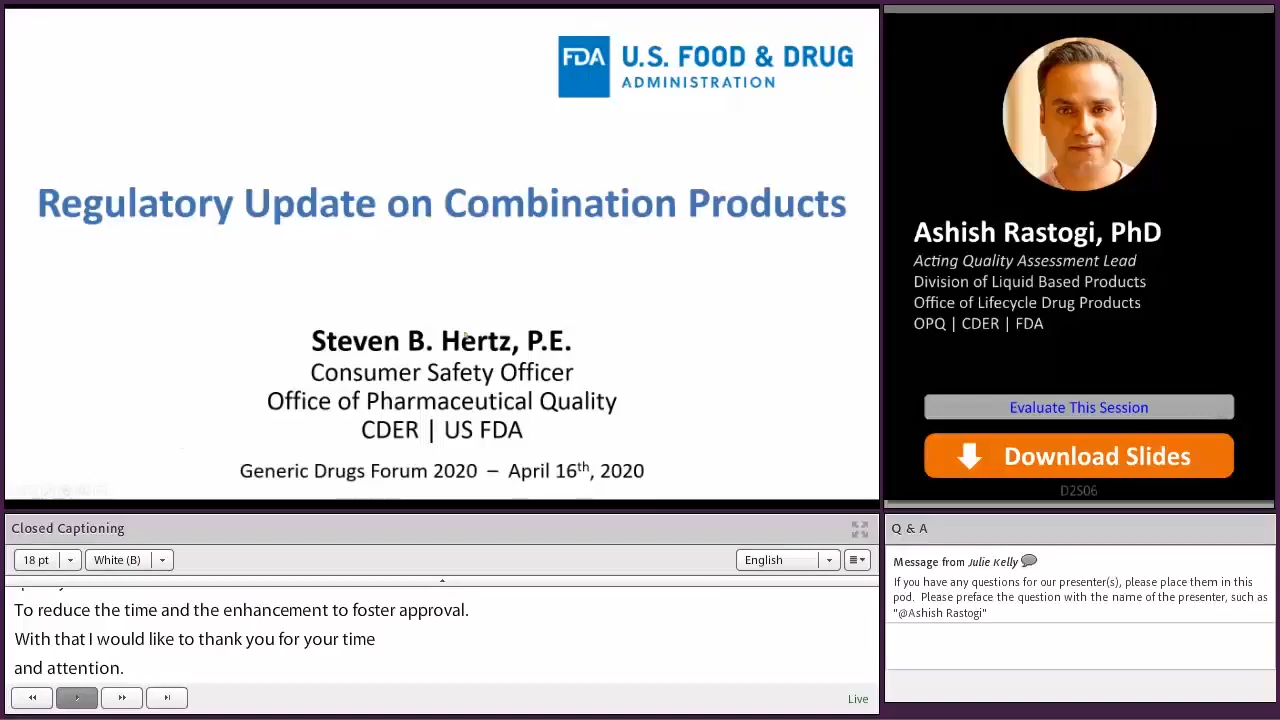 FDA U.S. FOOD & DRUG
ADMINISTRATION
Regulatory Update on Combination Products
Steven B. Hertz, P.E.
Consumer Safety Officer
Office of Pharmaceutical Quality
CDER | US FDA
Generic Drugs Forum 2020 – April 16th, 2020
Ashish Rastogi, PhD
Acting Quality Assessment Lead
Division of Liquid Based Products
Office of Lifecycle Drug Products
OPQ | CDER | FDA
Evaluate This Session
Download Slides
D2S06
Closed Captioning
18 pt
White (B)
English
To reduce the time and the enhancement to foster approval.
With that I would like to thank you for your time
and attention.
Live
Q & A
Message from Julie Kelly
If you have any questions for our presenter(s), please place them in this
pod. Please preface the question with the name of the presenter, such as
"@Ashish Rastogi"